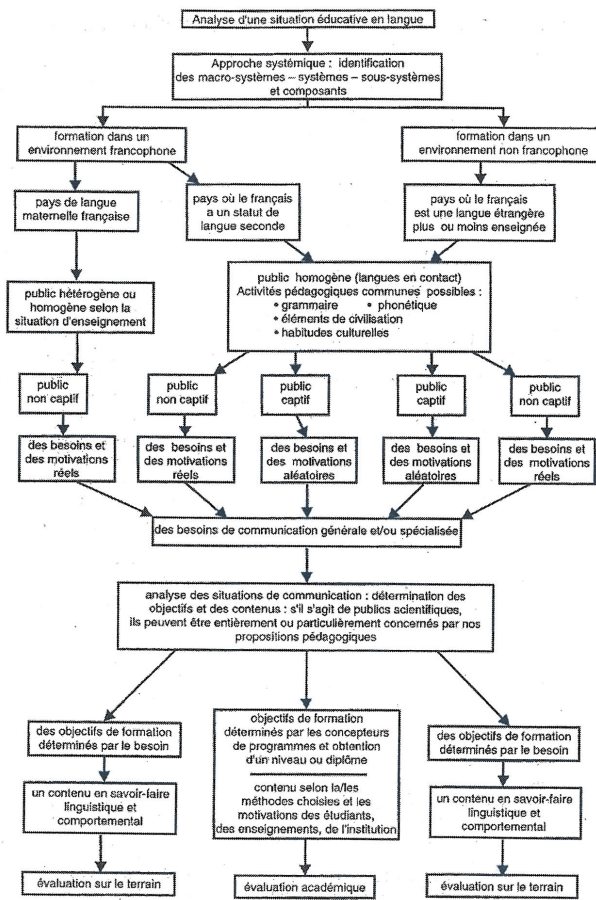 Analyse d'une situation éducative en langue
Approche systémique : identification
des macro-systèmes – systèmes – sous-systèmes
et composants
formation dans un
environnement francophone
formation dans un
environnement non francophone
pays de langue
maternelle française
pays où le français
a un statut de
langue seconde
pays où le français
est une langue étrangère
plus ou moins enseignée
public hétérogène ou
homogène selon la
situation d'enseignement
public homogène (langues en contact)
Activités pédagogiques communes possibles :
• grammaire • phonétique
• éléments de civilisation
• habitudes culturelles
public
non captif
public
non captif
public
captif
public
captif
public
non captif
des besoins et
des motivations
réels
des besoins et
des motivations
réels
des besoins et
des motivations
aléatoires
des besoins et
des motivations
aléatoires
des besoins et
des motivations
réels
des besoins de communication générale et/ou spécialisée
analyse des situations de communication : détermination des
objectifs et des contenus : s'il s'agit de publics scientifiques,
ils peuvent être entièrement ou particulièrement concernés par nos
propositions pédagogiques
des objectifs de formation
déterminés par le besoin
objectifs de formation
déterminés par les concepteurs
de programmes et obtention
d'un niveau ou diplôme
contenu selon la/les
méthodes choisies et les
motivations des étudiants,
des enseignements, de l'institution
des objectifs de formation
déterminés par le besoin
un contenu en savoir-faire
linguistique et
comportemental
un contenu en savoir-faire
linguistique et
comportemental
évaluation sur le terrain
évaluation académique
évaluation sur le terrain